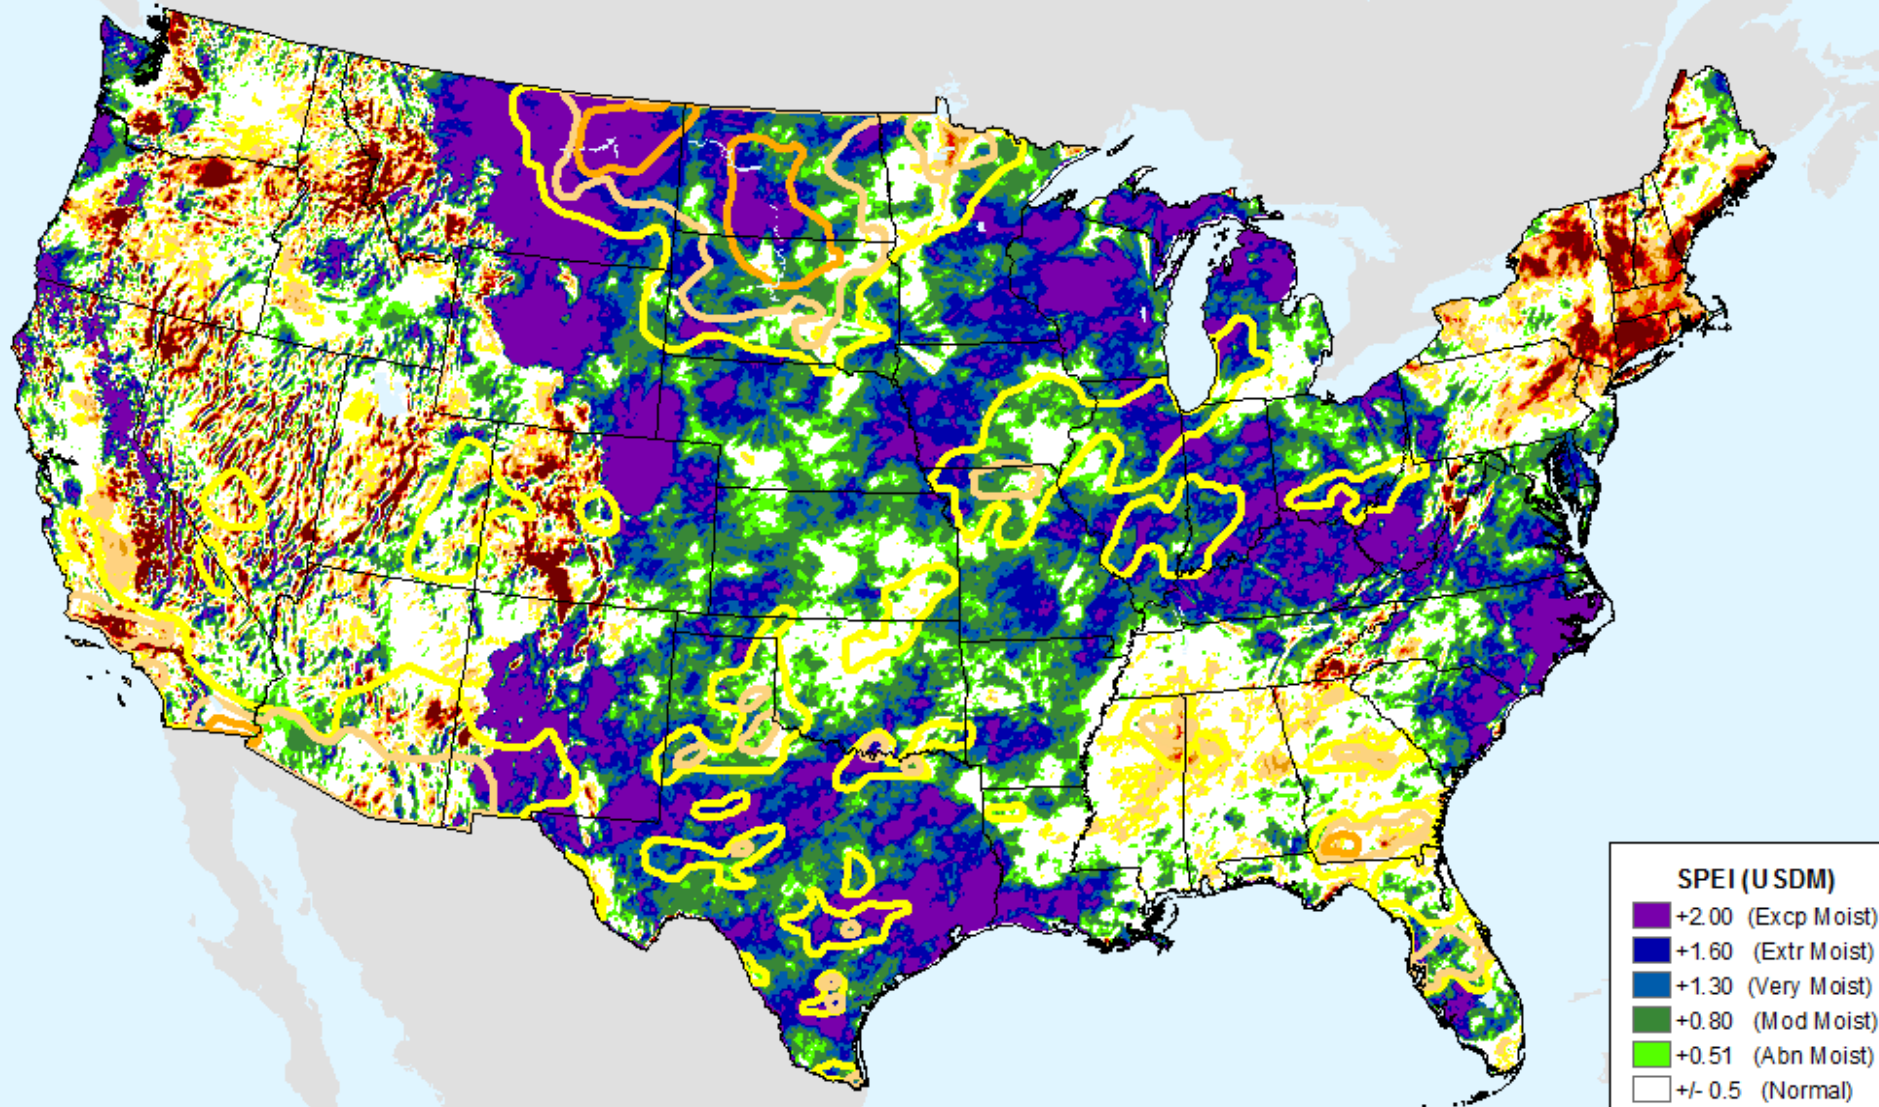 SPEI (USDM)
+2.00 (Excp Moist)
+1.60 (Extr Moist)
+1.30 (Very Moist)
+0.80 (Mod Moist)
+0.51 (Abn Moist)
+/- 0.5 (Normal)